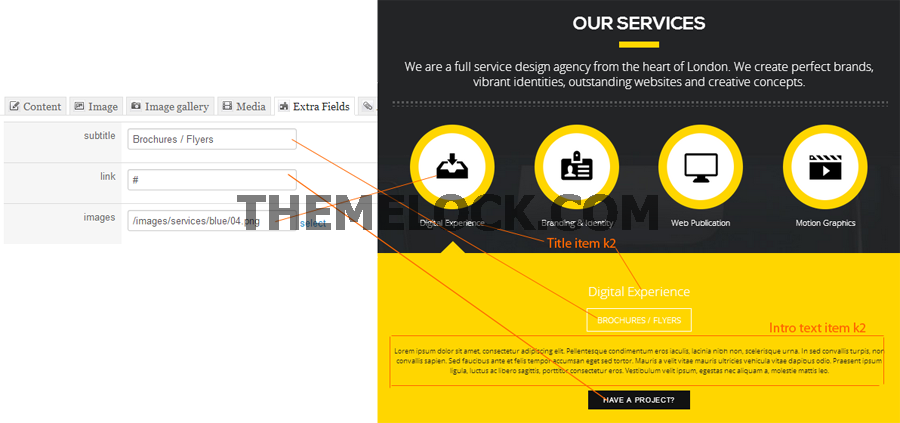 Content Image Image gallery Media Extra Fields
subtitle Brochures / Flyers
link #
images /images/services/blue/04.png select
OUR SERVICES
We are a full service design agency from the heart of London. We create perfect brands,
vibrant identities, outstanding websites and creative concepts.
THEMELOCK.COM
Digital Experience Branding & Identity Web Publication Motion Graphics
Title item k2
Digital Experience
BROCHURES / FLYERS
Intro text item k2
Lorem ipsum dolor sit amet, consectetur adipiscing elit. Pellentesque condimentum eros iaculis, lacinia nibh non, scelerisque urna. In sed convallis turpis, non
convallis sapien. Sed faucibus ante et felis tempor accumsan eget sed tortor. Mauris a velit vitae mauris ultricies vehicula vitae dapibus odio. Praesent ipsum
ligula, luctus ac libero sagittis, porttitor consectetur eros. Vestibulum velit ipsum, egestas nec aliquam a, molestie mattis leo.
HAVE A PROJECT?